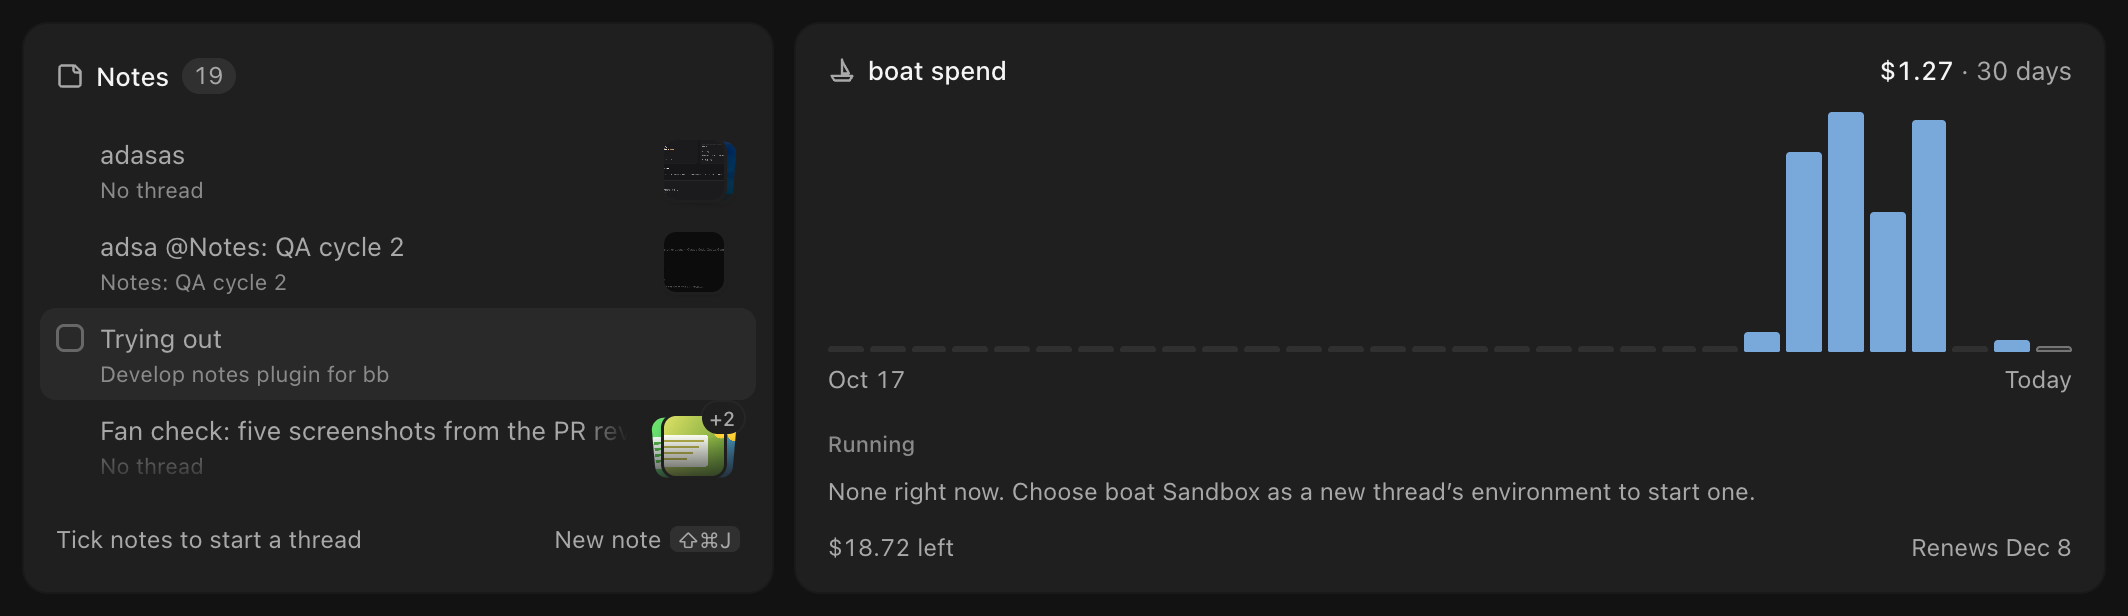 Notes 19
adasas
No thread
adsa @Notes: QA cycle 2
Notes: QA cycle 2
Trying out
Develop notes plugin for bb
Fan check: five screenshots from the PR rev
+2
No thread
Tick notes to start a thread
New note ⇧⌘J
boat spend
$1.27 · 30 days
Oct 17
Today
Running
None right now. Choose boat Sandbox as a new thread’s environment to start one.
$18.72 left
Renews Dec 8